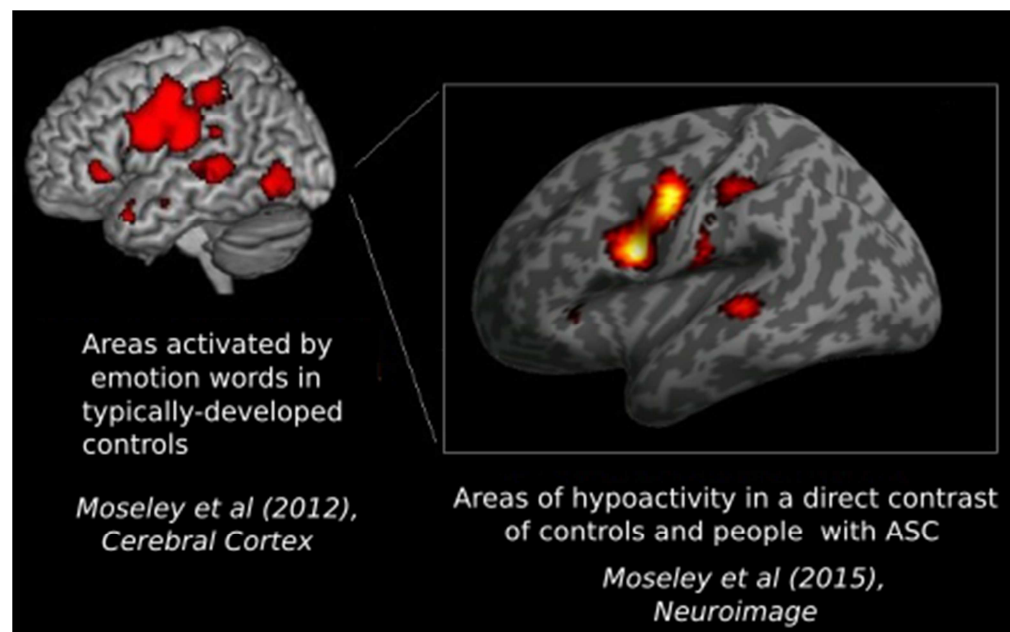 Areas activated by
emotion words in
typically-developed
controls
Moseley et al (2012),
Cerebral Cortex
Areas of hypoactivity in a direct contrast
of controls and people with ASC
Moseley et al (2015),
Neuroimage